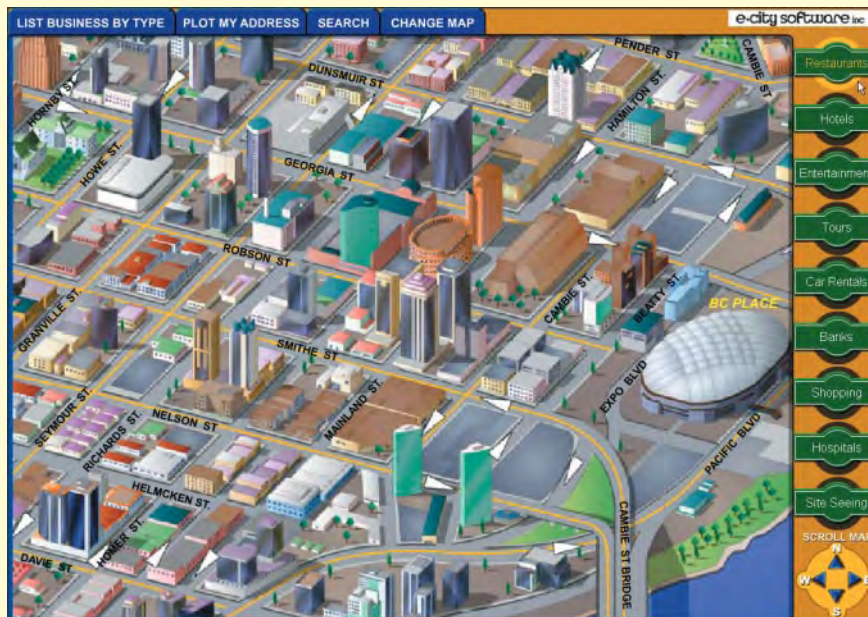 LIST BUSINESS BY TYPE
PLOT MY ADDRESS
SEARCH
CHANGE MAP
e-city software inc
PENDER ST
CAMBIE ST.
DUNSMUIR ST
HAMILTON ST.
HORNBY ST.
HOWE ST.
GEORGIA ST
ROBSON ST
CAMBIE ST.
BEATTY ST.
BC PLACE
GRANVILLE ST.
SMITHE ST
EXPO BLVD
SEYMOUR ST.
MAINLAND ST.
RICHARDS ST.
NELSON ST
PACIFIC BLVD
HELMCKEN ST.
HOMER ST.
CAMBIE ST BRIDGE
DAVIE ST
Restaurants
Hotels
Entertainment
Tours
Car Rentals
Banks
Shopping
Hospitals
Site Seeing
SCROLL MAP
N
W
E
S